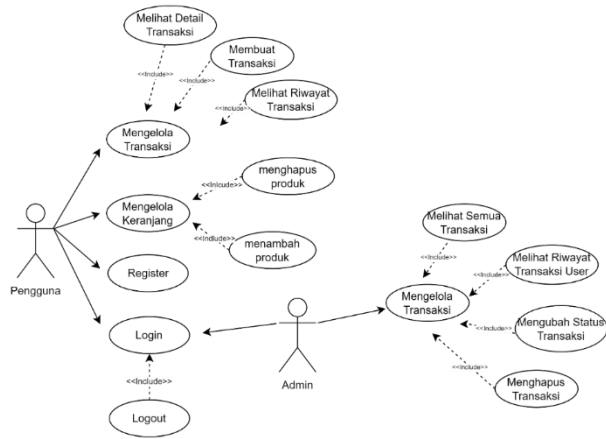 Melihat Detail
Transaksi
Membuat
Transaksi
<<Include>>
<<Include>>
Melihat Riwayat
Transaksi
<<Include>>
Mengelola
Transaksi
menghapus
produk
<<Inlcude>>
Mengelola
Keranjang
<<Include>>
menambah
produk
Pengguna
Register
Login
<<Include>>
Logout
Admin
Melihat Semua
Transaksi
<<Include>>
Melihat Riwayat
Transaksi User
<<Include>>
Mengelola
Transaksi
Mengubah Status
Transaksi
<<Include>>
<<Include>>
Menghapus
Transaksi